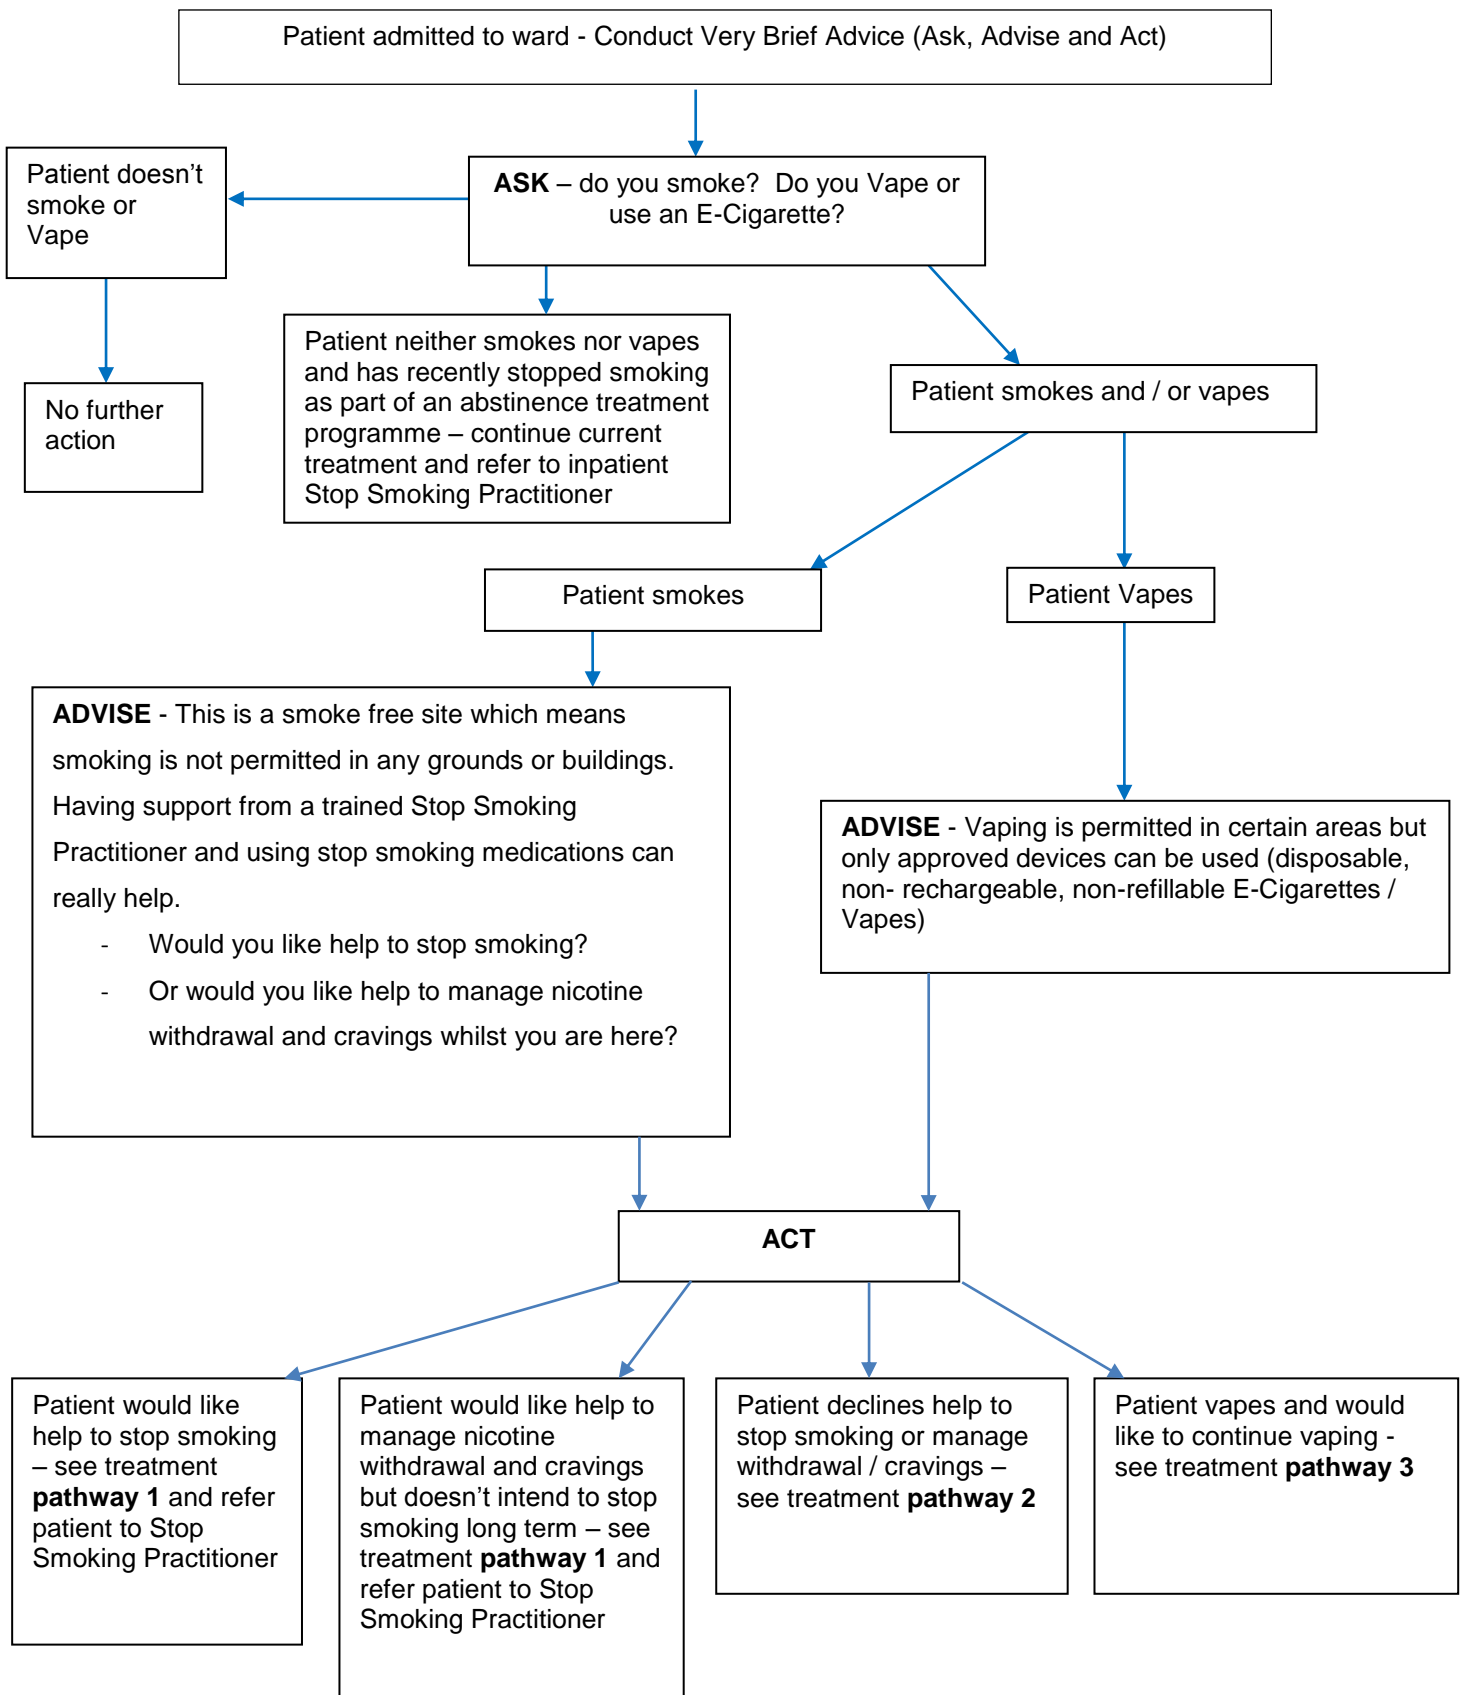 Patient admitted to ward - Conduct Very Brief Advice (Ask, Advise and Act)
Patient doesn’t
smoke or
Vape
ASK – do you smoke?  Do you Vape or
use an E-Cigarette?
No further
action
Patient neither smokes nor vapes
and has recently stopped smoking
as part of an abstinence treatment
programme – continue current
treatment and refer to inpatient
Stop Smoking Practitioner
Patient smokes and / or vapes
Patient smokes
Patient Vapes
ADVISE - This is a smoke free site which means
smoking is not permitted in any grounds or buildings.
Having support from a trained Stop Smoking
Practitioner and using stop smoking medications can
really help.
- Would you like help to stop smoking?
- Or would you like help to manage nicotine
withdrawal and cravings whilst you are here?
ADVISE - Vaping is permitted in certain areas but
only approved devices can be used (disposable,
non- rechargeable, non-refillable E-Cigarettes /
Vapes)
ACT
Patient would like
help to stop smoking
– see treatment
pathway 1 and refer
patient to Stop
Smoking Practitioner
Patient would like help to
manage nicotine
withdrawal and cravings
but doesn’t intend to stop
smoking long term – see
treatment pathway 1 and
refer patient to Stop
Smoking Practitioner
Patient declines help to
stop smoking or manage
withdrawal / cravings –
see treatment pathway 2
Patient vapes and would
like to continue vaping -
see treatment pathway 3